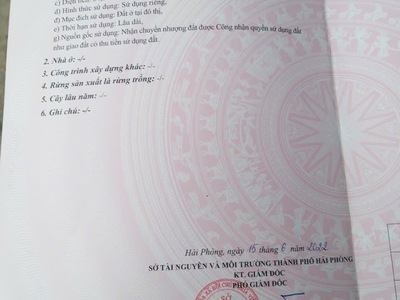 d) Hình thức sử dụng: Sử dụng riêng,
đ) Mục đích sử dụng: Đất ở tại đô thị,
e) Thời hạn sử dụng: Lâu dài,
g) Nguồn gốc sử dụng: Nhận chuyển nhượng đất được Công nhận quyền sử dụng đất
như giao đất có thu tiền sử dụng đất.
2. Nhà ở: -/-
3. Công trình xây dựng khác: -/-
4. Rừng sản xuất là rừng trồng: -/-
5. Cây lâu năm: -/-
6. Ghi chú: -/-
Hải Phòng, ngày 15 tháng 6 năm 2022
SỞ TÀI NGUYÊN VÀ MÔI TRƯỜNG THÀNH PHỐ HẢI PHÒNG
KT. GIÁM ĐỐC
PHÓ GIÁM ĐỐC
SỞ